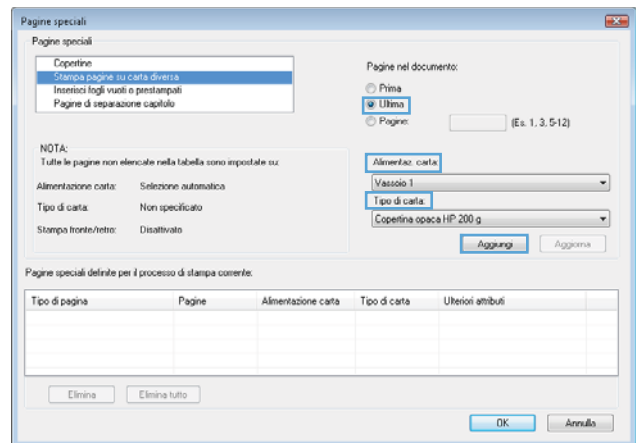 Pagine speciali
Pagine speciali
Copertine
Stampa pagine su carta diversa
Inserisci fogli vuoti o prestampati
Pagine di separazione capitolo
Pagine nel documento:
Prima
Ultima
Pagine: (Es. 1, 3, 5-12)
NOTA:
Tutte le pagine non elencate nella tabella sono impostate su:
Alimentazione carta: Selezione automatica
Tipo di carta: Non specificato
Stampa fronte/retro: Disattivato
Alimentaz. carta:
Vassoio 1
Tipo di carta:
Copertina opaca HP 200 g
Aggiungi Aggiorna
Pagine speciali definite per il processo di stampa corrente:
Tipo di pagina Pagine Alimentazione carta Tipo di carta Ulteriori attributi
Elimina Elimina tutto
OK Annulla